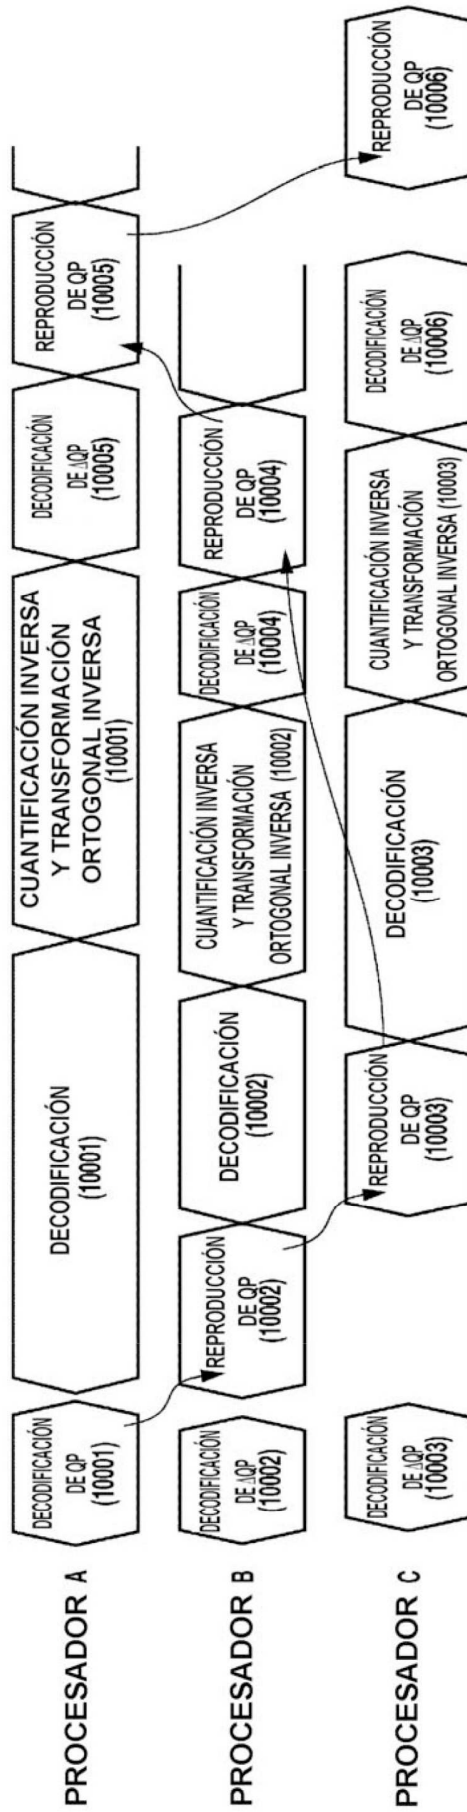 PROCESADOR A
DECODIFICACIÓN
DE QP
(10001)
DECODIFICACIÓN
(10001)
CUANTIFICACIÓN INVERSA
Y TRANSFORMACIÓN
ORTOGONAL INVERSA
(10001)
DECODIFICACIÓN
DE ΔQP
(10005)
REPRODUCCIÓN
DE QP
(10005)
PROCESADOR B
DECODIFICACIÓN
DE ΔQP
(10002)
REPRODUCCIÓN
DE QP
(10002)
DECODIFICACIÓN
(10002)
CUANTIFICACIÓN INVERSA
Y TRANSFORMACIÓN
ORTOGONAL INVERSA (10002)
DECODIFICACIÓN
DE ΔQP
(10004)
REPRODUCCIÓN
DE QP
(10004)
PROCESADOR C
DECODIFICACIÓN
DE ΔQP
(10003)
REPRODUCCIÓN
DE QP
(10003)
DECODIFICACIÓN
(10003)
CUANTIFICACIÓN INVERSA
Y TRANSFORMACIÓN
ORTOGONAL INVERSA (10003)
DECODIFICACIÓN
DE ΔQP
(10006)
REPRODUCCIÓN
DE QP
(10006)